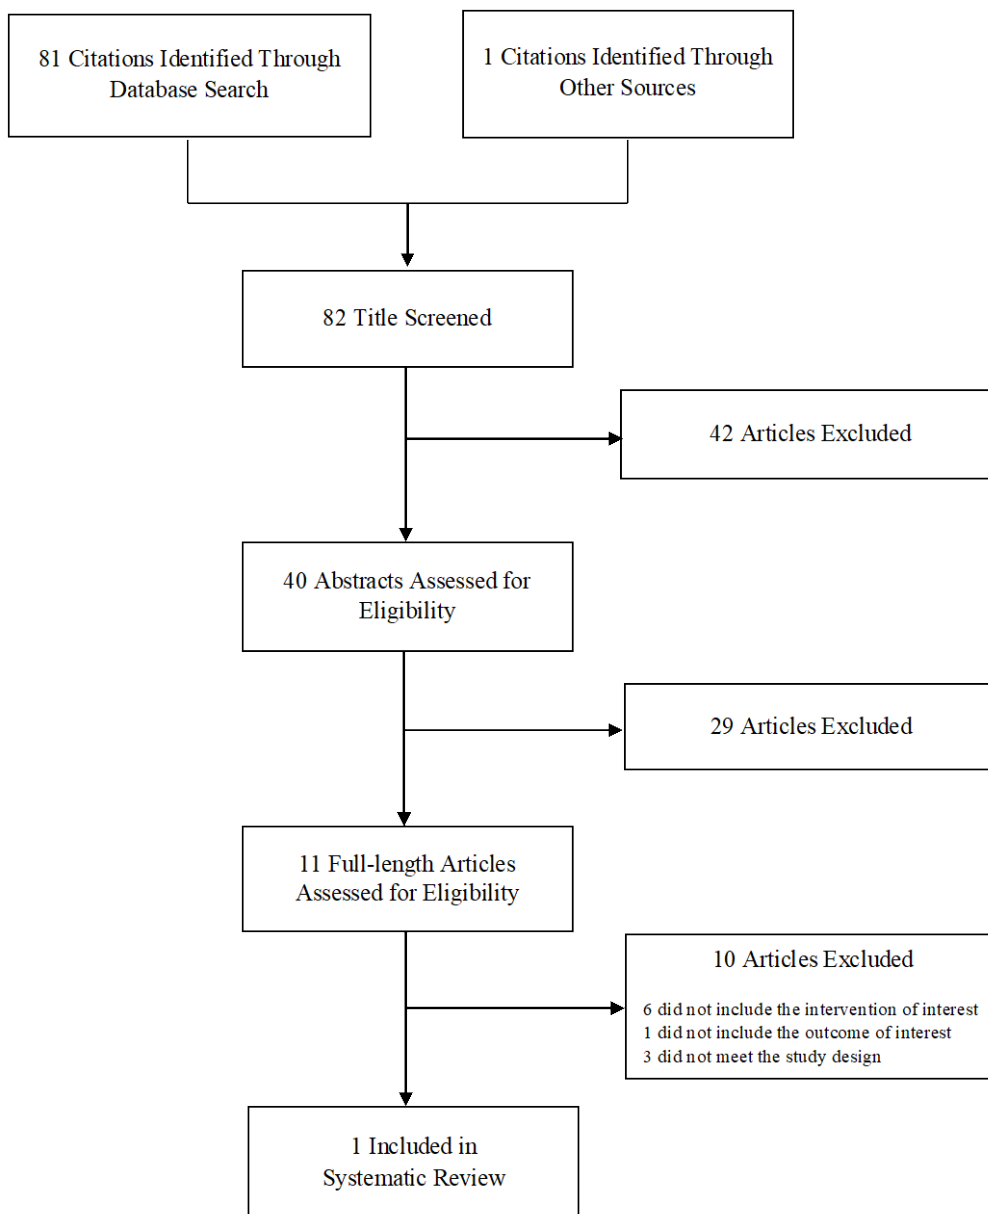 81 Citations Identified Through
Database Search
1 Citations Identified Through
Other Sources
82 Title Screened
42 Articles Excluded
40 Abstracts Assessed for
Eligibility
29 Articles Excluded
11 Full-length Articles
Assessed for Eligibility
10 Articles Excluded
6 did not include the intervention of interest
1 did not include the outcome of interest
3 did not meet the study design
1 Included in
Systematic Review